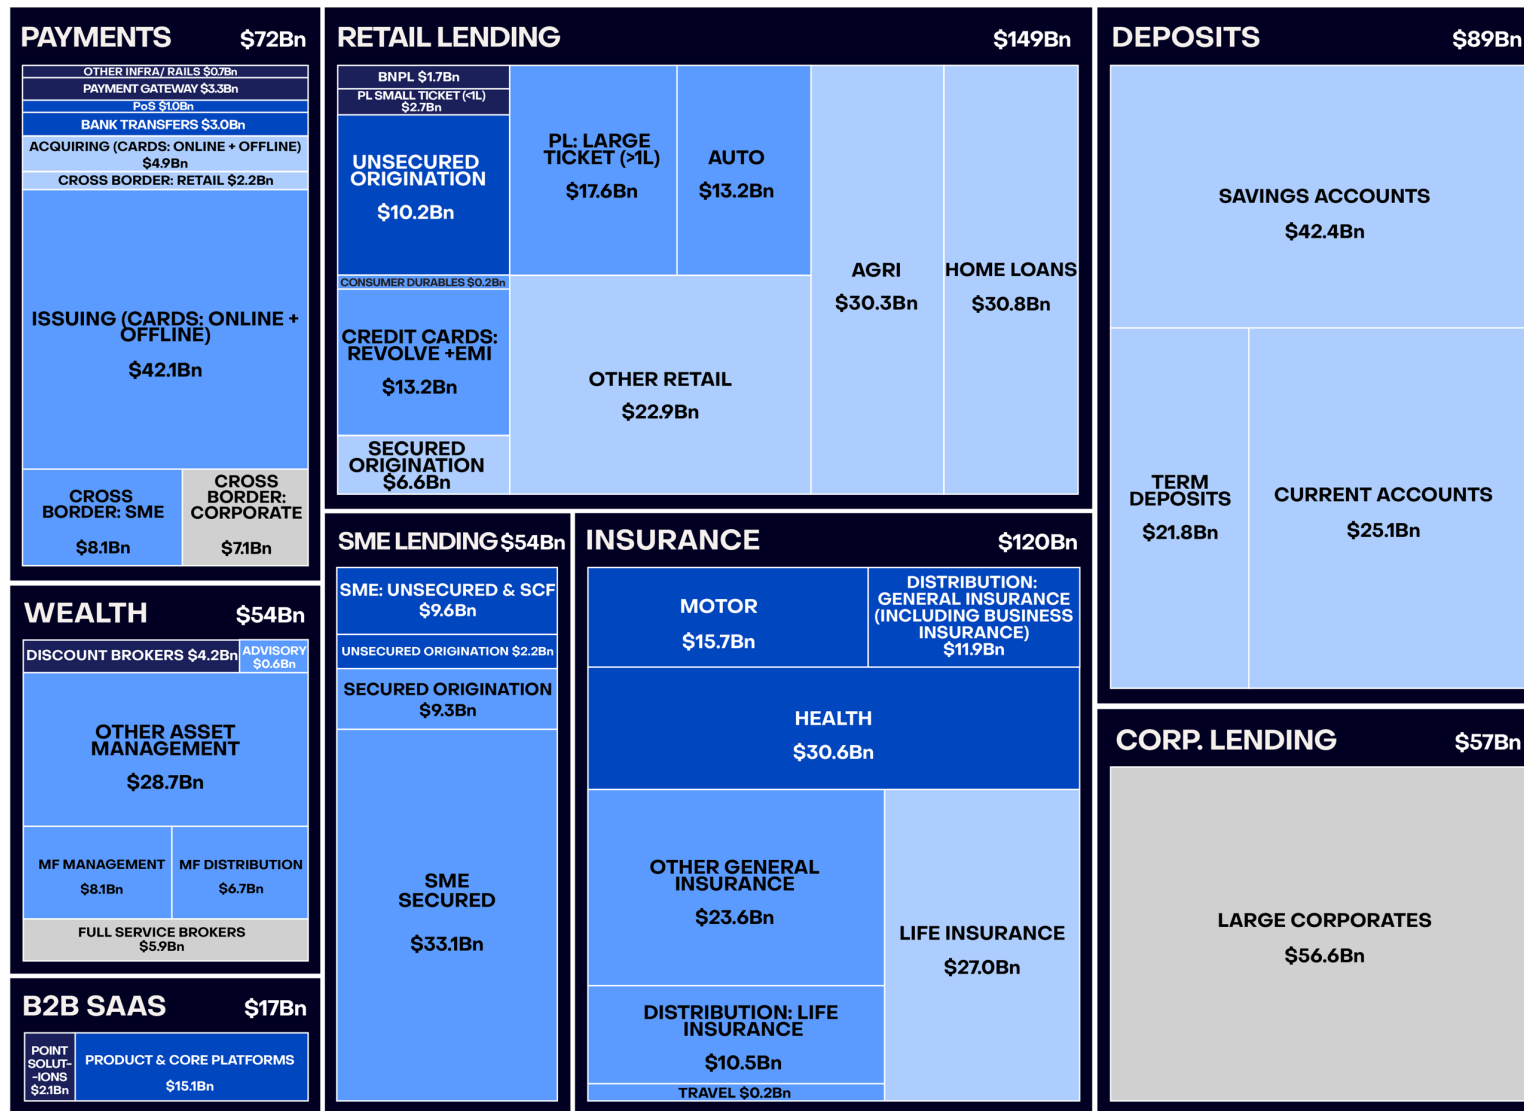 PAYMENTS $72Bn
OTHER INFRA/ RAILS $0.7Bn
PAYMENT GATEWAY $3.3Bn
PoS $1.0Bn
BANK TRANSFERS $3.0Bn
ACQUIRING (CARDS: ONLINE + OFFLINE)
$4.9Bn
CROSS BORDER: RETAIL $2.2Bn
ISSUING (CARDS: ONLINE +
OFFLINE)
$42.1Bn
CROSS
BORDER: SME
$8.1Bn
CROSS
BORDER:
CORPORATE
$7.1Bn
WEALTH $54Bn
DISCOUNT BROKERS $4.2Bn
ADVISORY
$0.6Bn
OTHER ASSET
MANAGEMENT
$28.7Bn
MF MANAGEMENT
$8.1Bn
MF DISTRIBUTION
$6.7Bn
FULL SERVICE BROKERS
$5.9Bn
B2B SAAS $17Bn
POINT
SOLUT-
-IONS
$2.1Bn
PRODUCT & CORE PLATFORMS
$15.1Bn
RETAIL LENDING $149Bn
BNPL $1.7Bn
PL SMALL TICKET (<1L)
$2.7Bn
UNSECURED
ORIGINATION
$10.2Bn
CONSUMER DURABLES $0.2Bn
CREDIT CARDS:
REVOLVE +EMI
$13.2Bn
SECURED
ORIGINATION
$6.6Bn
PL: LARGE
TICKET (>1L)
$17.6Bn
AUTO
$13.2Bn
OTHER RETAIL
$22.9Bn
AGRI
$30.3Bn
HOME LOANS
$30.8Bn
SME LENDING $54Bn
SME: UNSECURED & SCF
$9.6Bn
UNSECURED ORIGINATION $2.2Bn
SECURED ORIGINATION
$9.3Bn
SME
SECURED
$33.1Bn
INSURANCE $120Bn
MOTOR
$15.7Bn
DISTRIBUTION:
GENERAL INSURANCE
(INCLUDING BUSINESS
INSURANCE)
$11.9Bn
HEALTH
$30.6Bn
OTHER GENERAL
INSURANCE
$23.6Bn
DISTRIBUTION: LIFE
INSURANCE
$10.5Bn
TRAVEL $0.2Bn
LIFE INSURANCE
$27.0Bn
DEPOSITS $89Bn
SAVINGS ACCOUNTS
$42.4Bn
TERM
DEPOSITS
$21.8Bn
CURRENT ACCOUNTS
$25.1Bn
CORP. LENDING $57Bn
LARGE CORPORATES
$56.6Bn